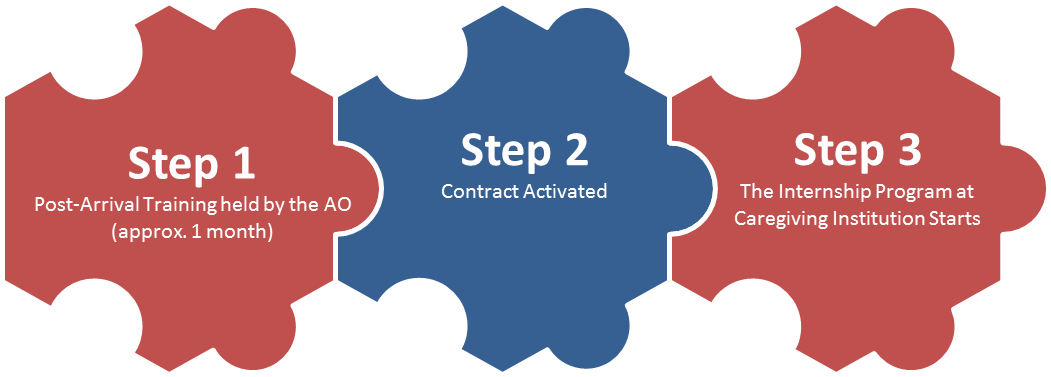 Step 1
Post-Arrival Training held by the AO
(approx. 1 month)
Step 2
Contract Activated
Step 3
The Internship Program at
Caregiving Institution Starts